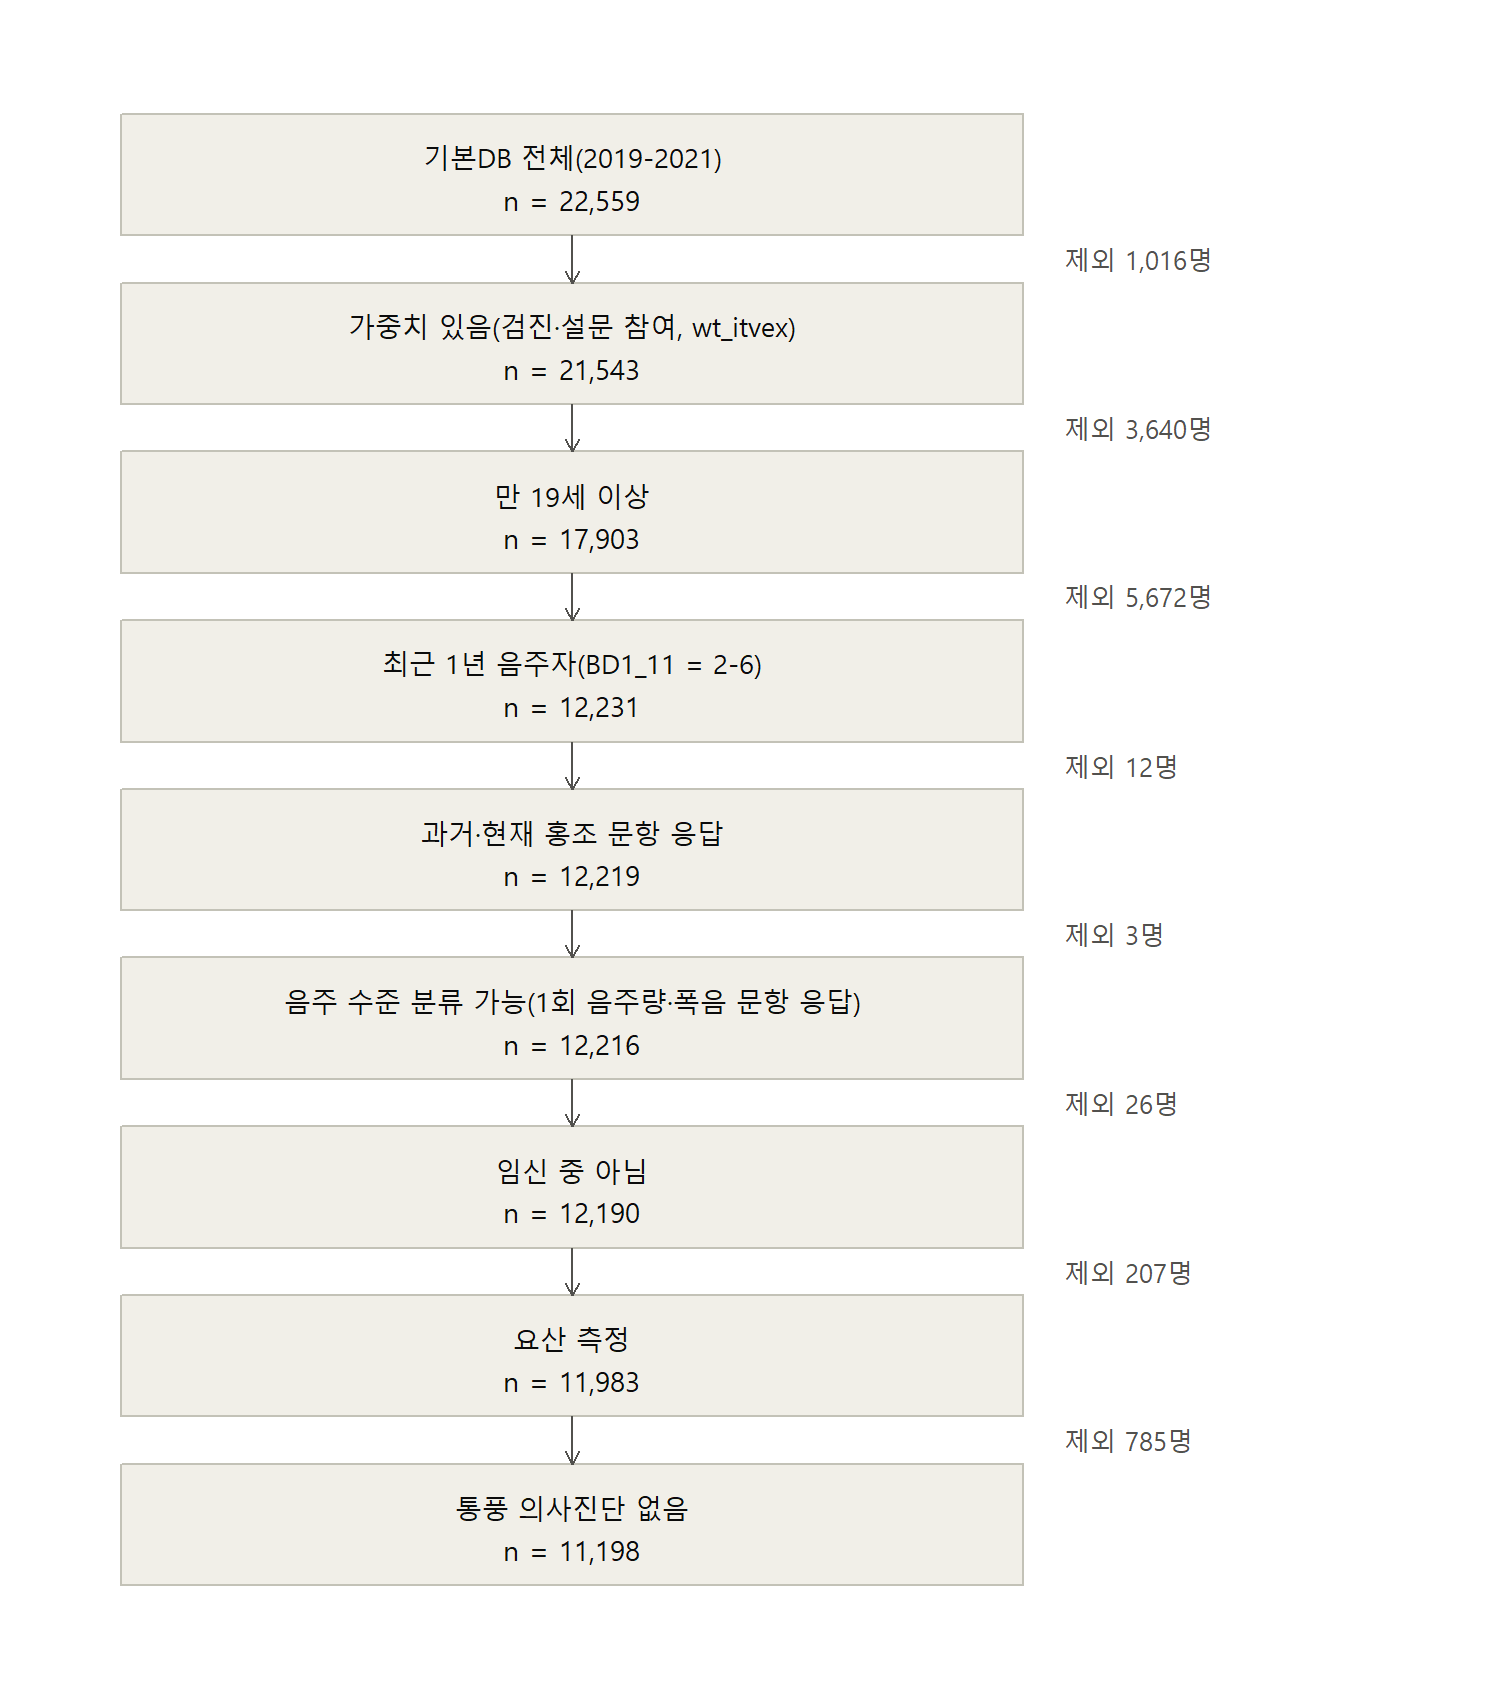 기본DB 전체(2019-2021)
n = 22,559
제외 1,016명
가중치 있음(검진·설문 참여, wt_itvex)
n = 21,543
제외 3,640명
만 19세 이상
n = 17,903
제외 5,672명
최근 1년 음주자(BD1_11 = 2-6)
n = 12,231
제외 12명
과거·현재 홍조 문항 응답
n = 12,219
제외 3명
음주 수준 분류 가능(1회 음주량·폭음 문항 응답)
n = 12,216
제외 26명
임신 중 아님
n = 12,190
제외 207명
요산 측정
n = 11,983
제외 785명
통풍 의사진단 없음
n = 11,198